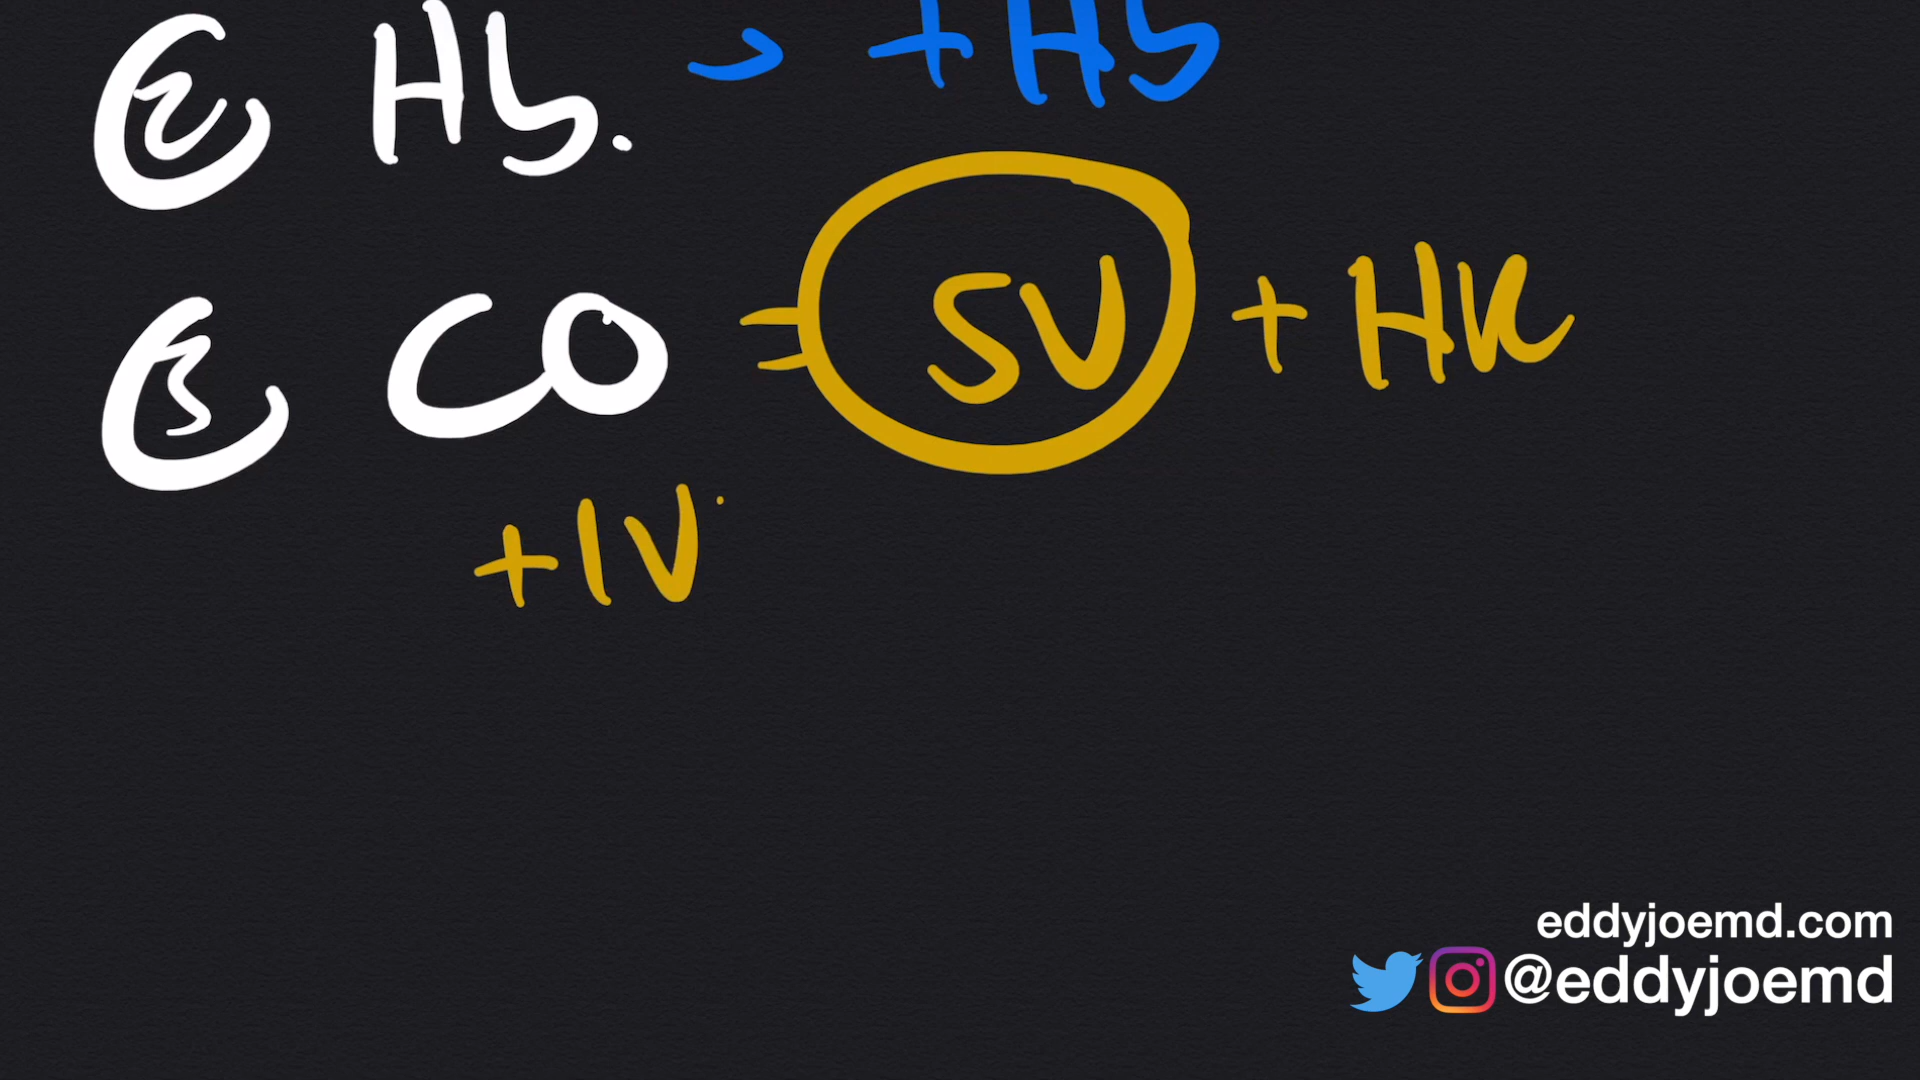 ② Hb. → +Hb
③ CO = SV + HR
+IV
eddyjoemd.com
@eddyjoemd